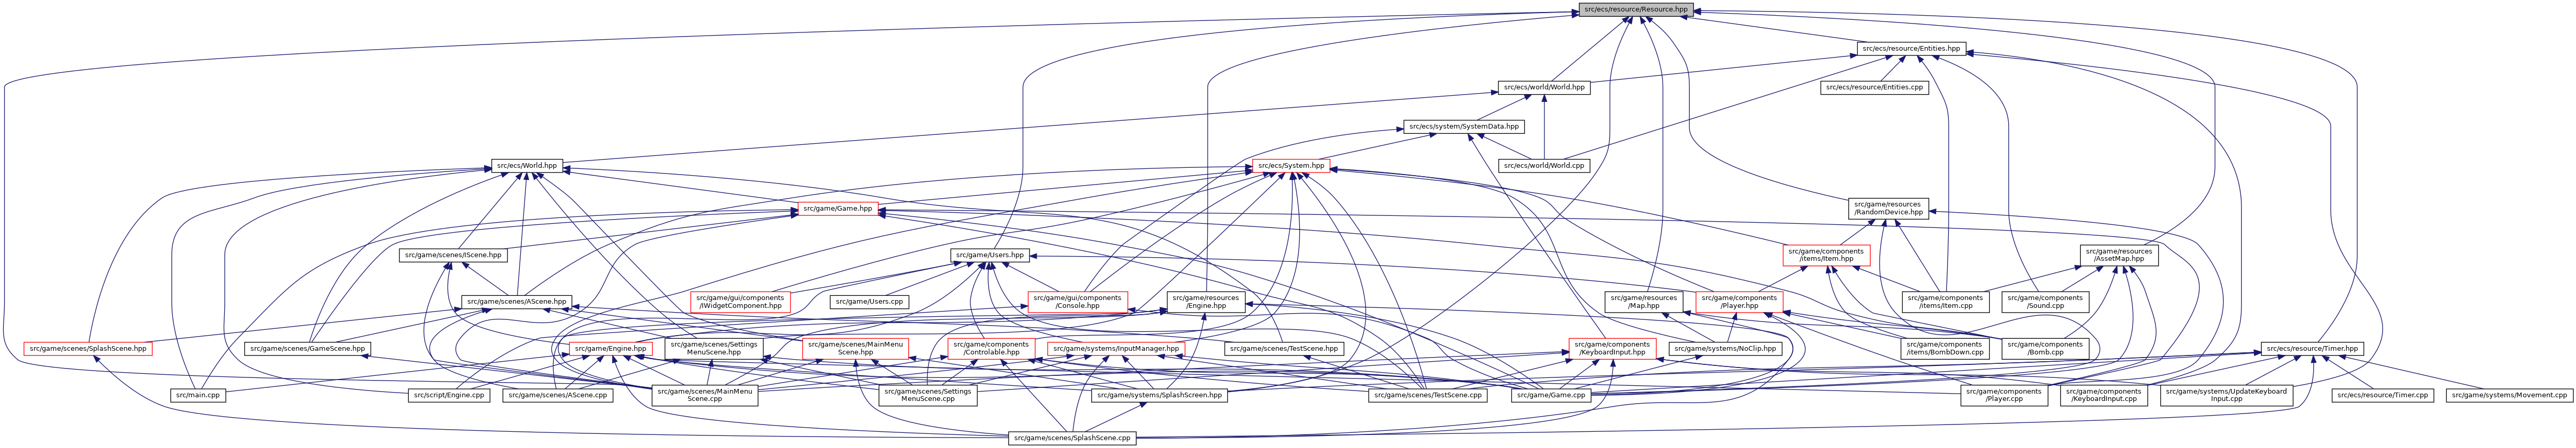 src/ecs/resource/Resource.hpp
src/ecs/resource/Entities.hpp
src/ecs/world/World.hpp
src/ecs/resource/Entities.cpp
src/ecs/system/SystemData.hpp
src/ecs/World.hpp
src/ecs/System.hpp
src/ecs/world/World.cpp
src/game/Game.hpp
src/game/resources
/RandomDevice.hpp
src/game/scenes/IScene.hpp
src/game/Users.hpp
src/game/components
/items/Item.hpp
src/game/resources
/AssetMap.hpp
src/game/scenes/AScene.hpp
src/game/gui/components
/IWidgetComponent.hpp
src/game/Users.cpp
src/game/gui/components
/Console.hpp
src/game/resources
/Engine.hpp
src/game/resources
/Map.hpp
src/game/components
/Player.hpp
src/game/components
/items/Item.cpp
src/game/components
/Sound.cpp
src/game/scenes/SplashScene.hpp
src/game/scenes/GameScene.hpp
src/game/Engine.hpp
src/game/scenes/Settings
MenuScene.hpp
src/game/scenes/MainMenu
Scene.hpp
src/game/components
/Controlable.hpp
src/game/systems/InputManager.hpp
src/game/scenes/TestScene.hpp
src/game/components
/KeyboardInput.hpp
src/game/systems/NoClip.hpp
src/game/components
/items/BombDown.cpp
src/game/components
/Bomb.cpp
src/ecs/resource/Timer.hpp
src/main.cpp
src/script/Engine.cpp
src/game/scenes/AScene.cpp
src/game/scenes/MainMenu
Scene.cpp
src/game/scenes/Settings
MenuScene.cpp
src/game/systems/SplashScreen.hpp
src/game/scenes/TestScene.cpp
src/game/Game.cpp
src/game/components
/Player.cpp
src/game/components
/KeyboardInput.cpp
src/game/systems/UpdateKeyboard
Input.cpp
src/ecs/resource/Timer.cpp
src/game/systems/Movement.cpp
src/game/scenes/SplashScene.cpp